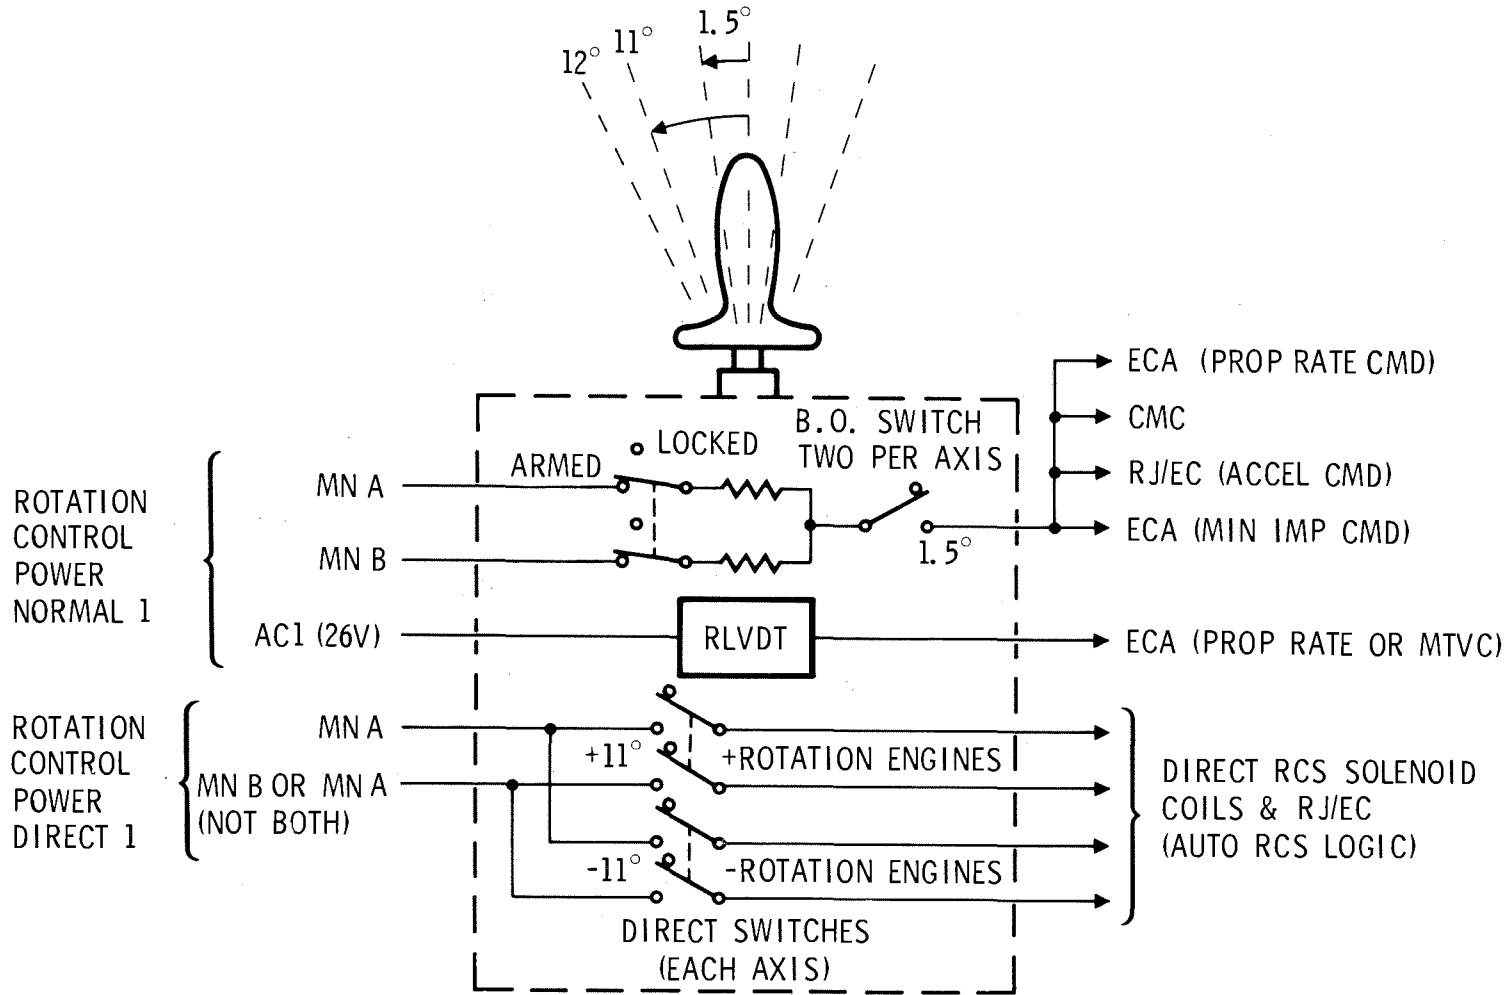 1.5°
11°
12°
ECA (PROP RATE CMD)
B.O. SWITCH
TWO PER AXIS
CMC
LOCKED
ARMED
RJ/EC (ACCEL CMD)
MN A
ROTATION
CONTROL
POWER
NORMAL 1
ECA (MIN IMP CMD)
1.5°
MN B
AC1 (26V)
RLVDT
ECA (PROP RATE OR MTVC)
ROTATION
CONTROL
POWER
DIRECT 1
MN A
MN B OR MN A
(NOT BOTH)
+11°
+ROTATION ENGINES
-11°
-ROTATION ENGINES
DIRECT RCS SOLENOID
COILS & RJ/EC
(AUTO RCS LOGIC)
DIRECT SWITCHES
(EACH AXIS)